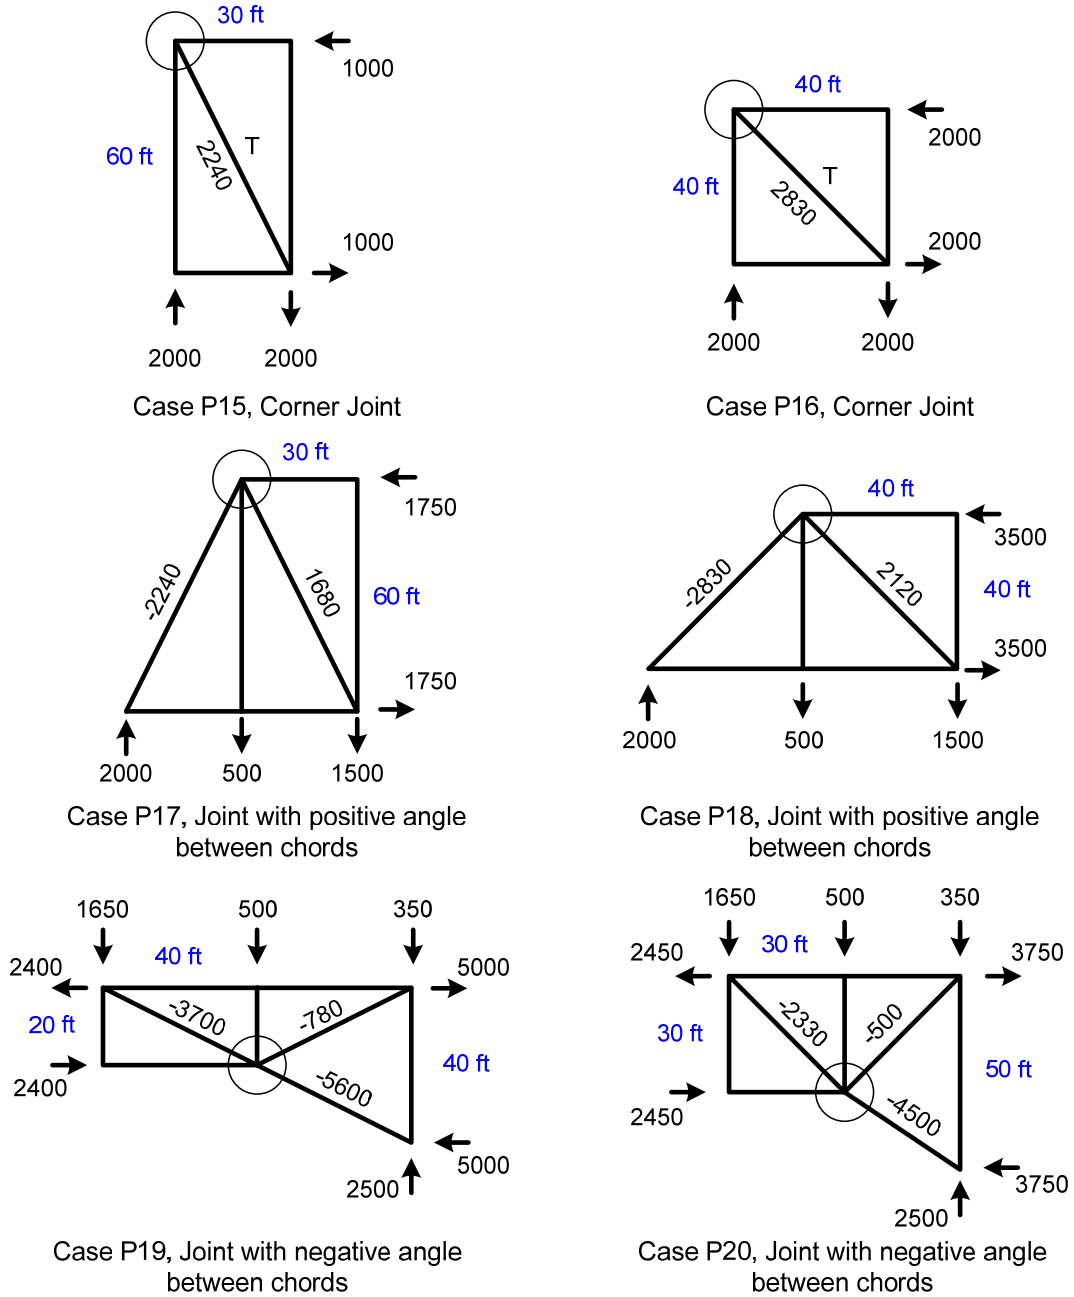 30 ft
1000
60 ft
2240
T
1000
2000
2000
Case P15, Corner Joint
40 ft
2000
40 ft
2830
T
2000
2000
2000
Case P16, Corner Joint
30 ft
1750
-2240
1680
60 ft
1750
2000
500
1500
Case P17, Joint with positive angle
between chords
40 ft
3500
-2830
2120
40 ft
3500
2000
500
1500
Case P18, Joint with positive angle
between chords
1650
500
350
40 ft
2400
5000
20 ft
-3700
-780
40 ft
2400
-5600
5000
2500
Case P19, Joint with negative angle
between chords
1650
500
350
30 ft
2450
3750
30 ft
-2330
-500
50 ft
2450
-4500
3750
2500
Case P20, Joint with negative angle
between chords